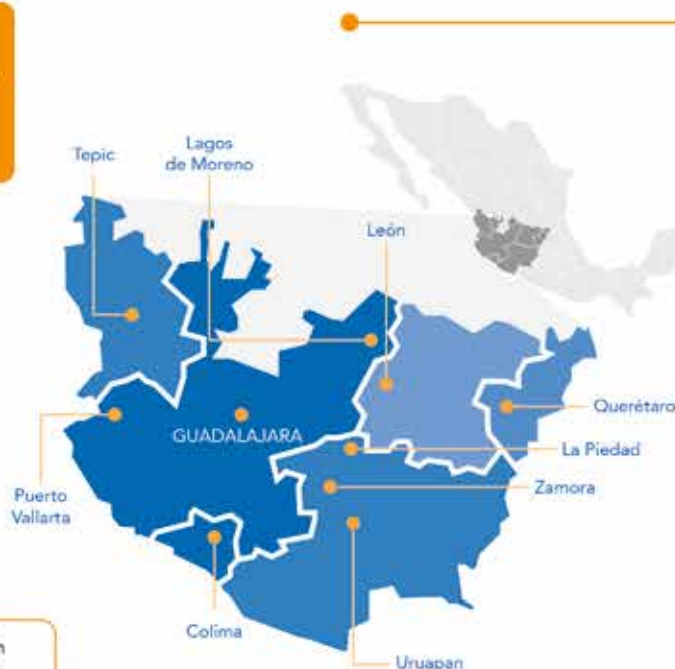 Tepic
Lagos
de Moreno
León
Querétaro
GUADALAJARA
La Piedad
Zamora
Puerto
Vallarta
Colima
Uruapan